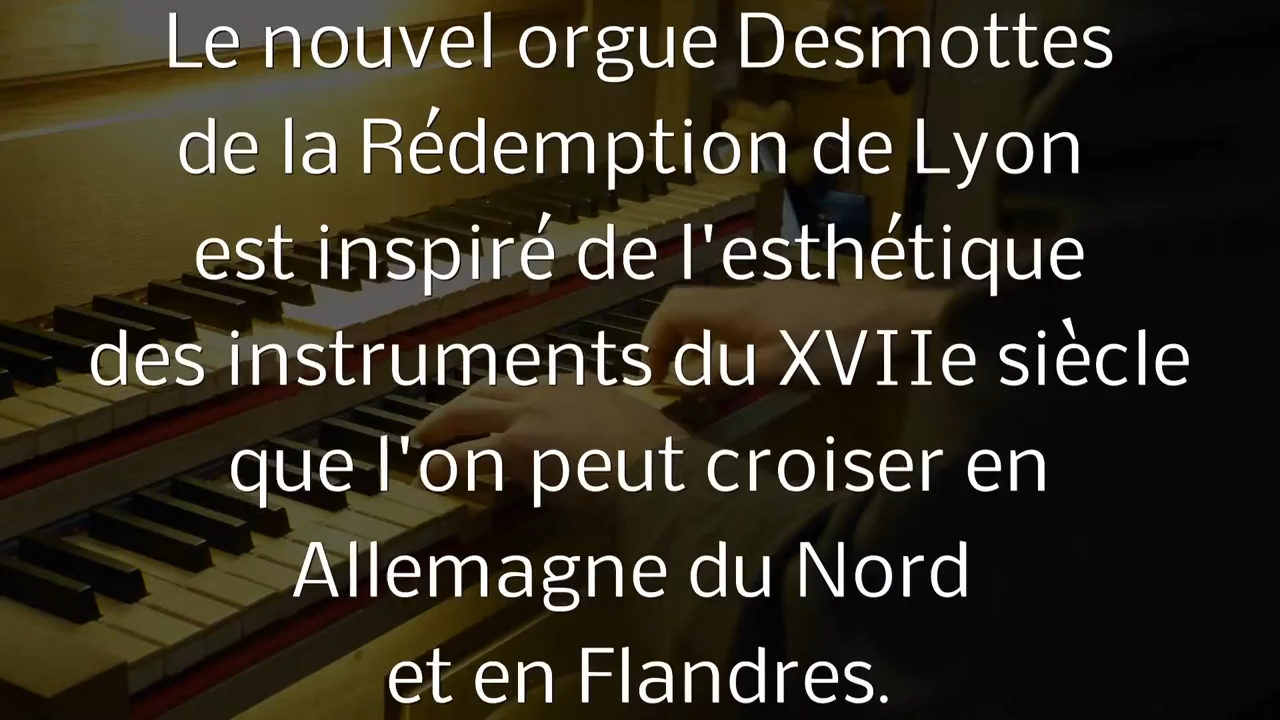 Le nouvel orgue Desmottes
de la Rédemption de Lyon
est inspiré de l'esthétique
des instruments du XVIIe siècle
que l'on peut croiser en
Allemagne du Nord
et en Flandres.